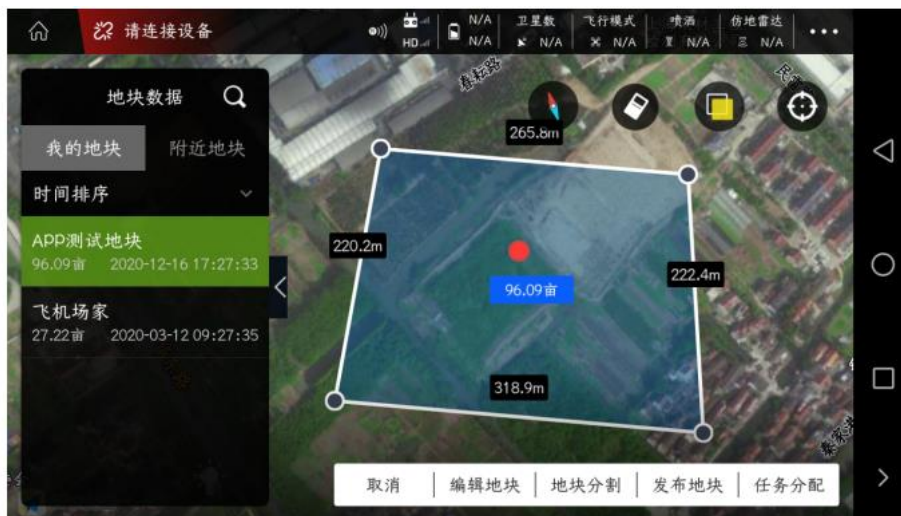 请连接设备
HD
N/A
N/A
卫星数
N/A
飞行模式
N/A
喷洒
N/A
仿地雷达
N/A
地块数据
我的地块
附近地块
时间排序
APP测试地块
96.09亩 2020-12-16 17:27:33
飞机场家
27.22亩 2020-03-12 09:27:35
春耘路
265.8m
220.2m
222.4m
96.09亩
318.9m
取消
编辑地块
地块分割
发布地块
任务分配